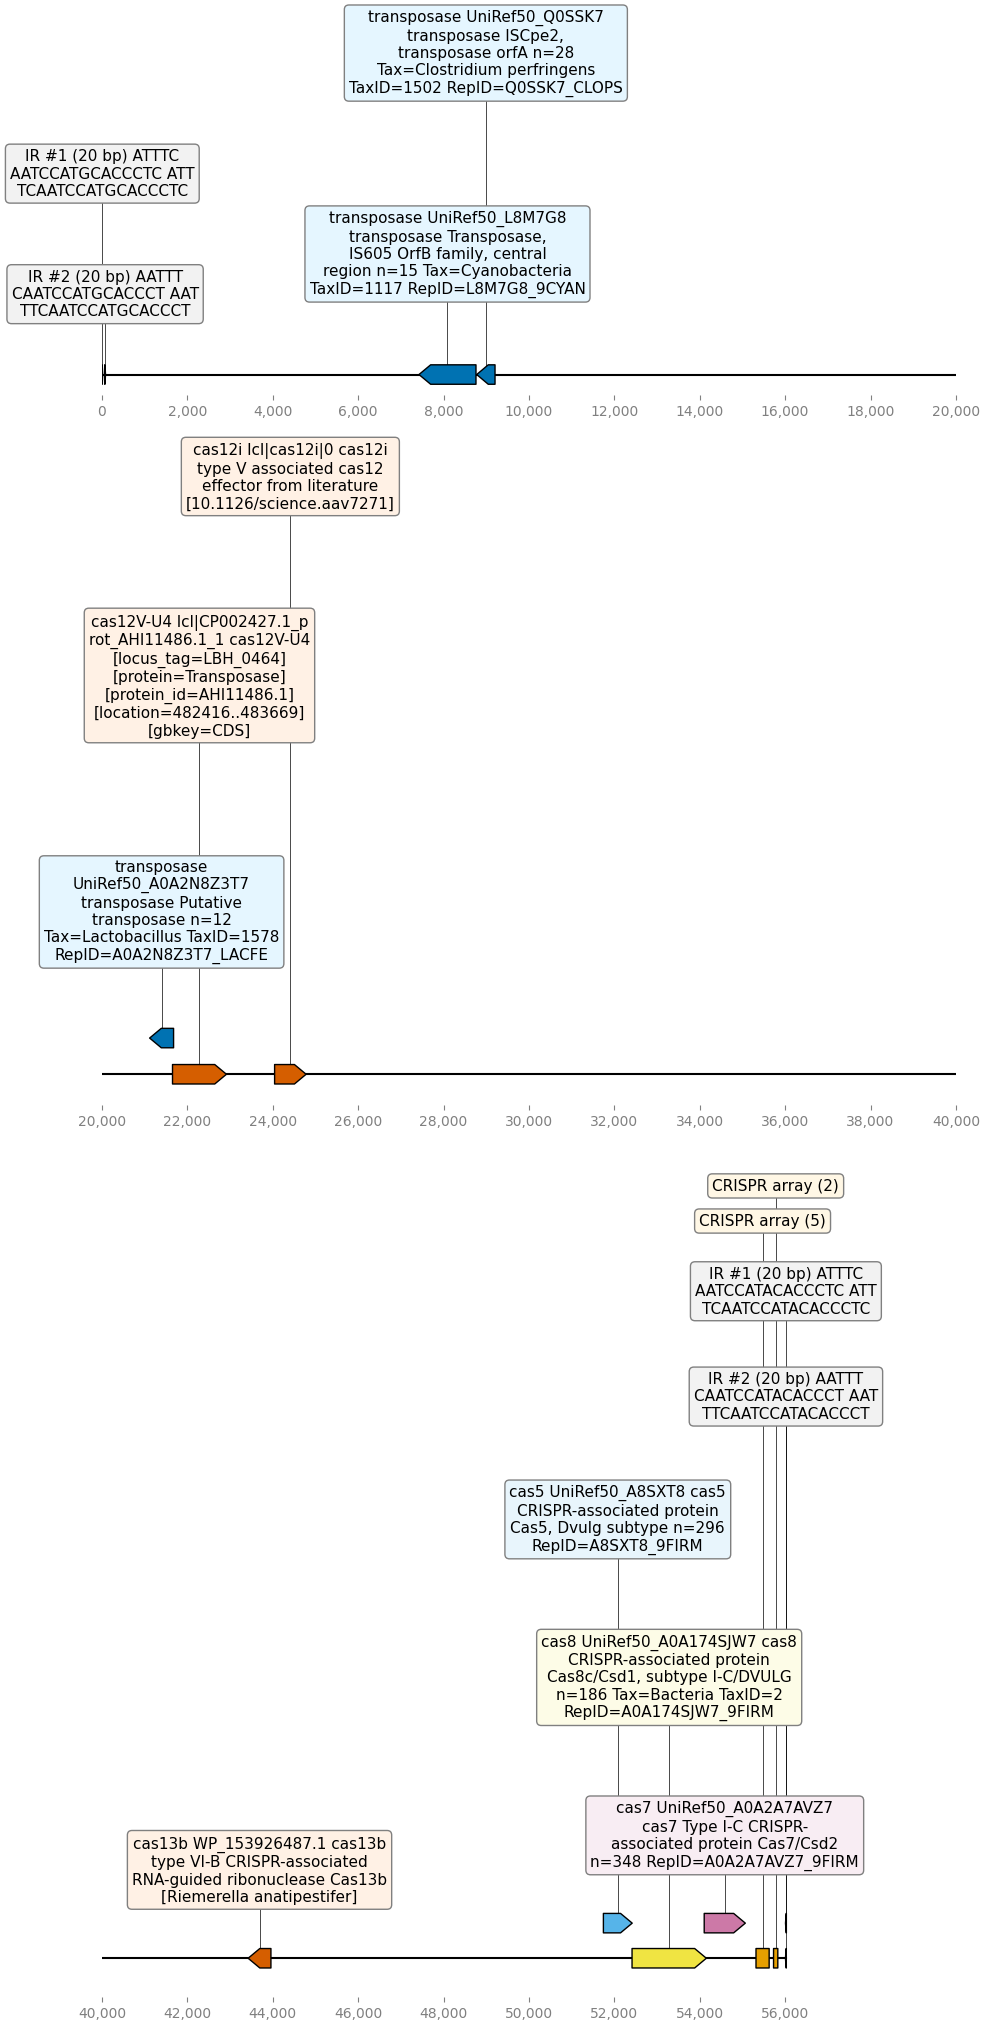 transposase UniRef50_Q0SSK7
transposase ISCpe2,
transposase orfA n=28
Tax=Clostridium perfringens
TaxID=1502 RepID=Q0SSK7_CLOPS
IR #1 (20 bp) ATTTC
AATCCATGCACCCTC ATT
TCAATCCATGCACCCTC
transposase UniRef50_L8M7G8
transposase Transposase,
IS605 OrfB family, central
region n=15 Tax=Cyanobacteria
TaxID=1117 RepID=L8M7G8_9CYAN
IR #2 (20 bp) AATTT
CAATCCATGCACCCT AAT
TTCAATCCATGCACCCT
0 2,000 4,000 6,000 8,000 10,000 12,000 14,000 16,000 18,000 20,000
cas12i lcl|cas12i|0 cas12i
type V associated cas12
effector from literature
[10.1126/science.aav7271]
cas12V-U4 lcl|CP002427.1_p
rot_AHI11486.1_1 cas12V-U4
[locus_tag=LBH_0464]
[protein=Transposase]
[protein_id=AHI11486.1]
[location=482416..483669]
[gbkey=CDS]
transposase
UniRef50_A0A2N8Z3T7
transposase Putative
transposase n=12
Tax=Lactobacillus TaxID=1578
RepID=A0A2N8Z3T7_LACFE
20,000 22,000 24,000 26,000 28,000 30,000 32,000 34,000 36,000 38,000 40,000
CRISPR array (2)
CRISPR array (5)
IR #1 (20 bp) ATTTC
AATCCATACACCCTC ATT
TCAATCCATACACCCTC
IR #2 (20 bp) AATTT
CAATCCATACACCCT AAT
TTCAATCCATACACCCT
cas5 UniRef50_A8SXT8 cas5
CRISPR-associated protein
Cas5, Dvulg subtype n=296
RepID=A8SXT8_9FIRM
cas8 UniRef50_A0A174SJW7 cas8
CRISPR-associated protein
Cas8c/Csd1, subtype I-C/DVULG
n=186 Tax=Bacteria TaxID=2
RepID=A0A174SJW7_9FIRM
cas7 UniRef50_A0A2A7AVZ7
cas7 Type I-C CRISPR-
associated protein Cas7/Csd2
n=348 RepID=A0A2A7AVZ7_9FIRM
cas13b WP_153926487.1 cas13b
type VI-B CRISPR-associated
RNA-guided ribonuclease Cas13b
[Riemerella anatipestifer]
40,000 42,000 44,000 46,000 48,000 50,000 52,000 54,000 56,000